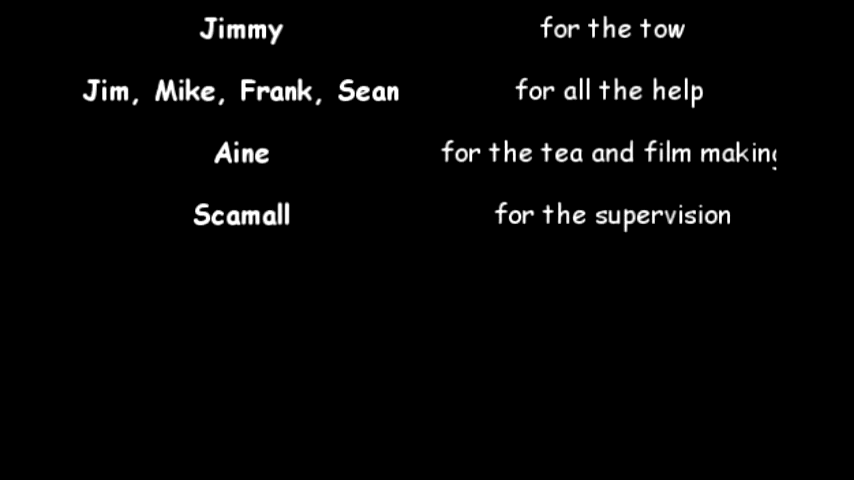 Jimmy for the tow
Jim, Mike, Frank, Sean for all the help
Aine for the tea and film making
Scamall for the supervision